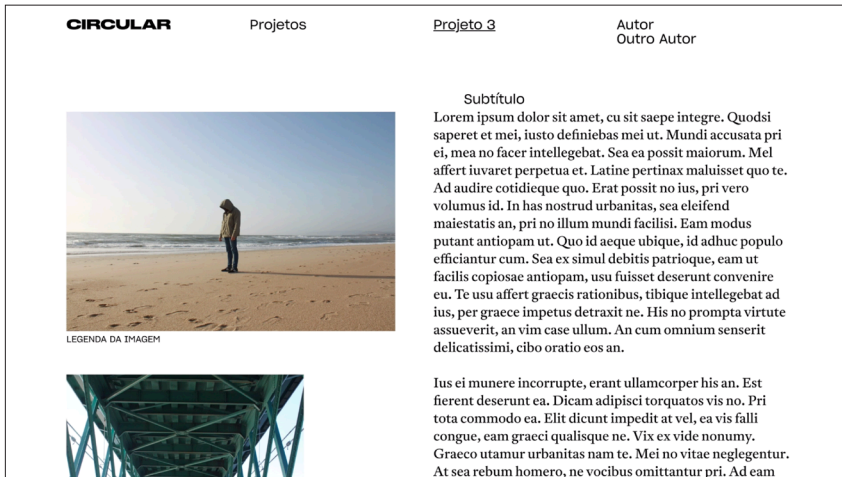 CIRCULAR
Projetos
Projeto 3
Autor
Outro Autor
LEGENDA DA IMAGEM
Subtítulo
Lorem ipsum dolor sit amet, cu sit saepe integre. Quodsi
saperet et mei, iusto definiebas mei ut. Mundi accusata pri
ei, mea no facer intellegebat. Sea ea possit maiorum. Mel
affert iuvaret perpetua et. Latine pertinax maluisset quo te.
Ad audire cotidieque quo. Erat possit no ius, pri vero
volumus id. In has nostrud urbanitas, sea eleifend
maiestatis an, pri no illum mundi facilisi. Eam modus
putant antiopam ut. Quo id aeque ubique, id adhuc populo
efficiantur cum. Sea ex simul debitis patrioque, eam ut
facilis copiosae antiopam, usu fuisset deserunt convenire
eu. Te usu affert graecis rationibus, tibique intellegebat ad
ius, per graece impetus detraxit ne. His no prompta virtute
assueverit, an vim case ullum. An cum omnium senserit
delicatissimi, cibo oratio eos an.
Ius ei munere incorrupte, erant ullamcorper his an. Est
fierent deserunt ea. Dicam adipisci torquatos vis no. Pri
tota commodo ea. Elit dicunt impedit at vel, ea vis falli
congue, eam graeci qualisque ne. Vix ex vide nonumy.
Graeco utamur urbanitas nam te. Mei no vitae neglegentur.
At sea rebum homero, ne vocibus omittantur pri. Ad eam